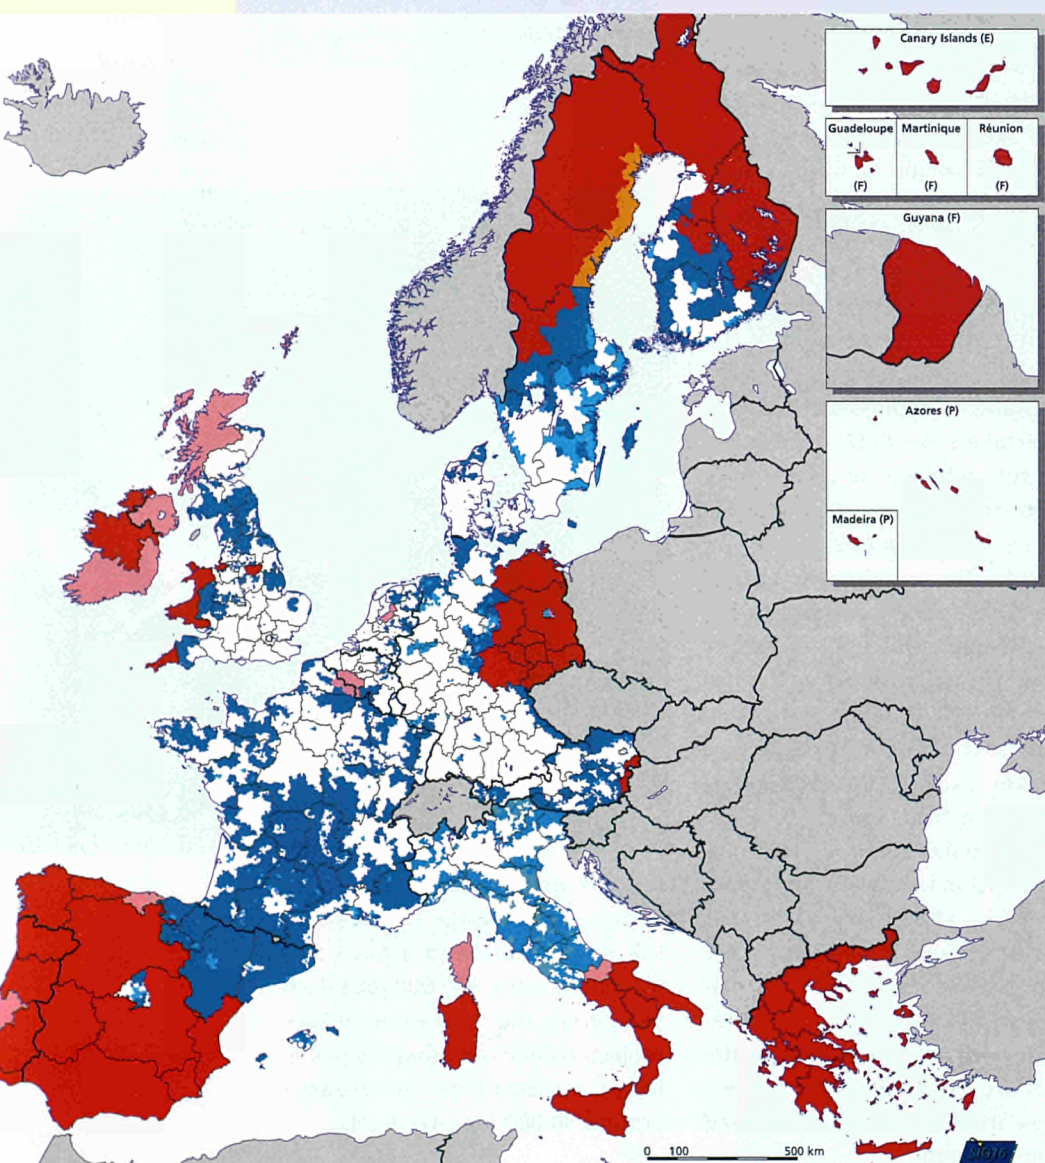 Canary Islands (E)
Guadeloupe
Martinique
Réunion
(F)
(F)
(F)
Guyana (F)
Azores (P)
Madeira (P)
0 100 500 km